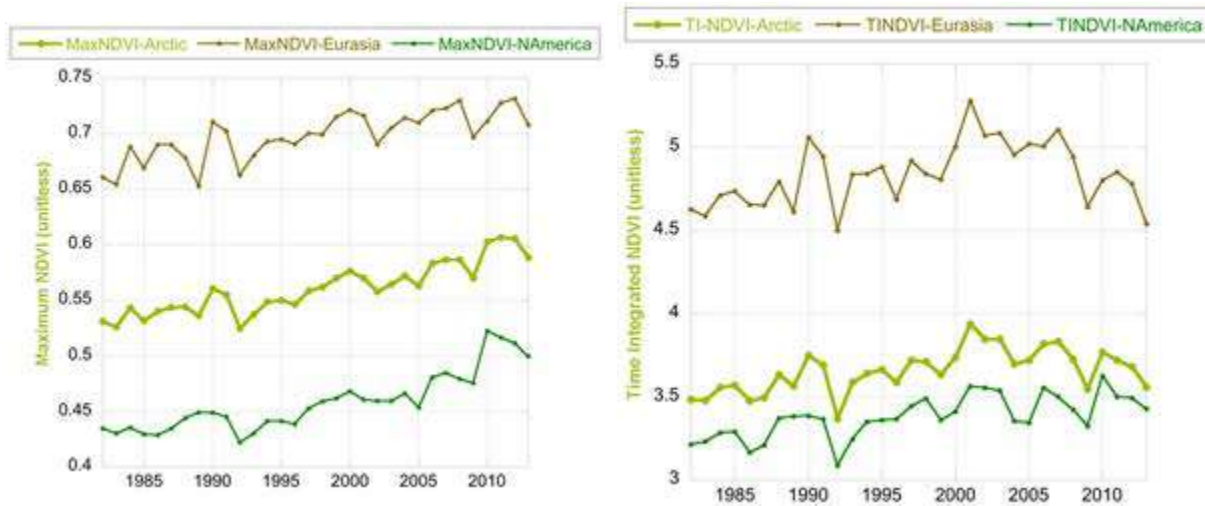 MaxNDVI-Arctic MaxNDVI-Eurasia MaxNDVI-NAmerica
Maximum NDVI (unitless)
0.75
0.7
0.65
0.6
0.55
0.5
0.45
0.4
1985 1990 1995 2000 2005 2010
TI-NDVI-Arctic TINDVI-Eurasia TINDVI-NAmerica
Time Integrated NDVI (unitless)
5.5
5
4.5
4
3.5
3
1985 1990 1995 2000 2005 2010